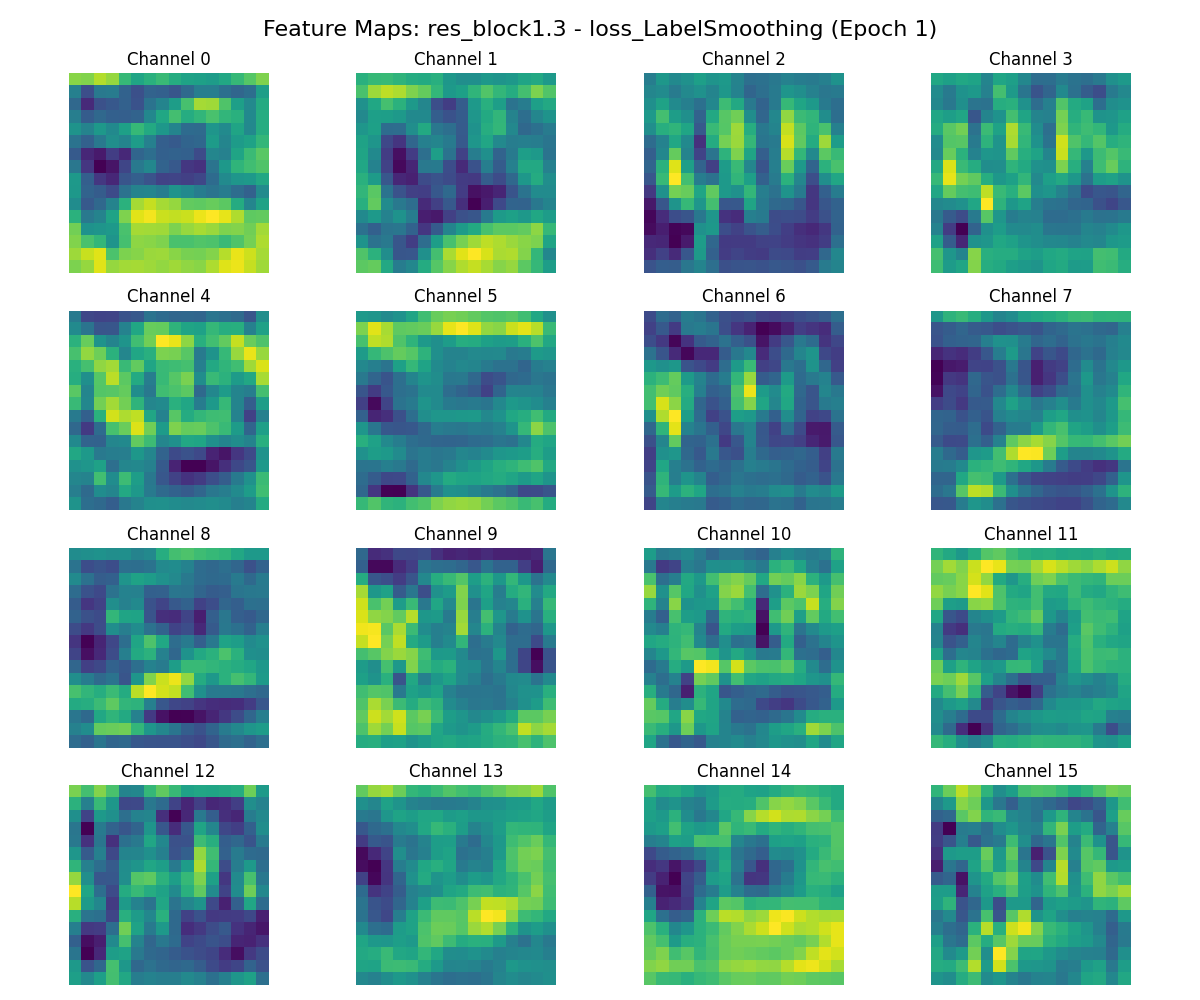 Feature Maps: res_block1.3 - loss_LabelSmoothing (Epoch 1)
Channel 0
Channel 1
Channel 2
Channel 3
Channel 4
Channel 5
Channel 6
Channel 7
Channel 8
Channel 9
Channel 10
Channel 11
Channel 12
Channel 13
Channel 14
Channel 15